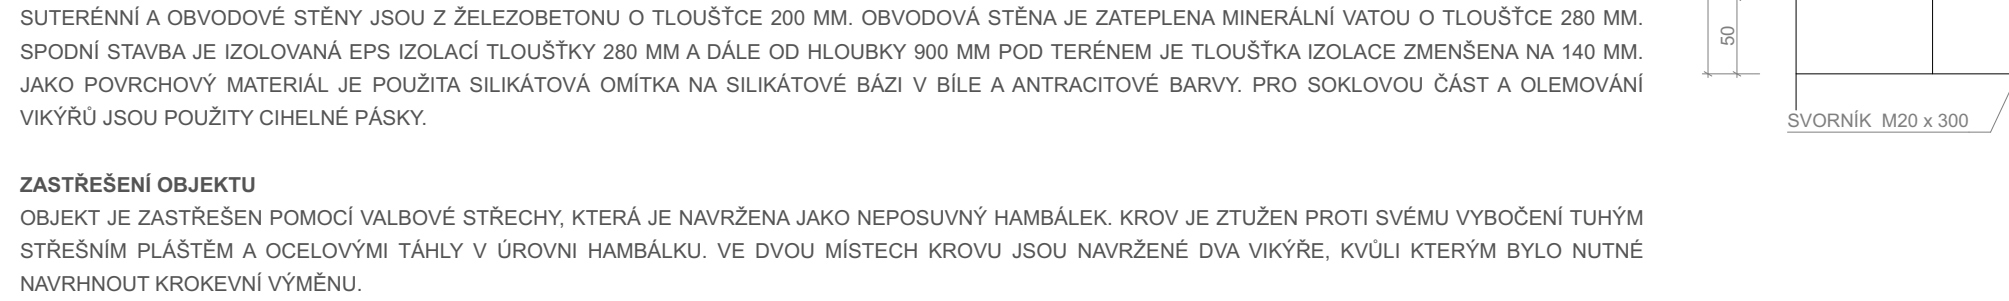 SUTERÉNNÍ A OBVODOVÉ STĚNY JSOU Z ŽELEZOBETONU O TLOUŠŤCE 200 MM. OBVODOVÁ STĚNA JE ZATEPLENA MINERÁLNÍ VATOU O TLOUŠŤCE 280 MM.
SPODNÍ STAVBA JE IZOLOVANÁ EPS IZOLACÍ TLOUŠŤKY 280 MM A DÁLE OD HLOUBKY 900 MM POD TERÉNEM JE TLOUŠŤKA IZOLACE ZMENŠENA NA 140 MM.
JAKO POVRCHOVÝ MATERIÁL JE POUŽITA SILIKÁTOVÁ OMÍTKA NA SILIKÁTOVÉ BÁZI V BÍLE A ANTRACITOVÉ BARVY. PRO SOKLOVOU ČÁST A OLEMOVÁNÍ
VIKÝŘŮ JSOU POUŽITY CIHELNÉ PÁSKY.
ZASTŘEŠENÍ OBJEKTU
OBJEKT JE ZASTŘEŠEN POMOCÍ VALBOVÉ STŘECHY, KTERÁ JE NAVRŽENA JAKO NEPOSUVNÝ HAMBÁLEK. KROV JE ZTUŽEN PROTI SVÉMU VYBOČENÍ TUHÝM
STŘEŠNÍM PLÁŠTĚM A OCELOVÝMI TÁHLY V ÚROVNI HAMBÁLKU. VE DVOU MÍSTECH KROVU JSOU NAVRŽENÉ DVA VIKÝŘE, KVŮLI KTERÝM BYLO NUTNÉ
NAVRHNOUT KROKEVNÍ VÝMĚNU.
50
SVORNÍK M20 x 300